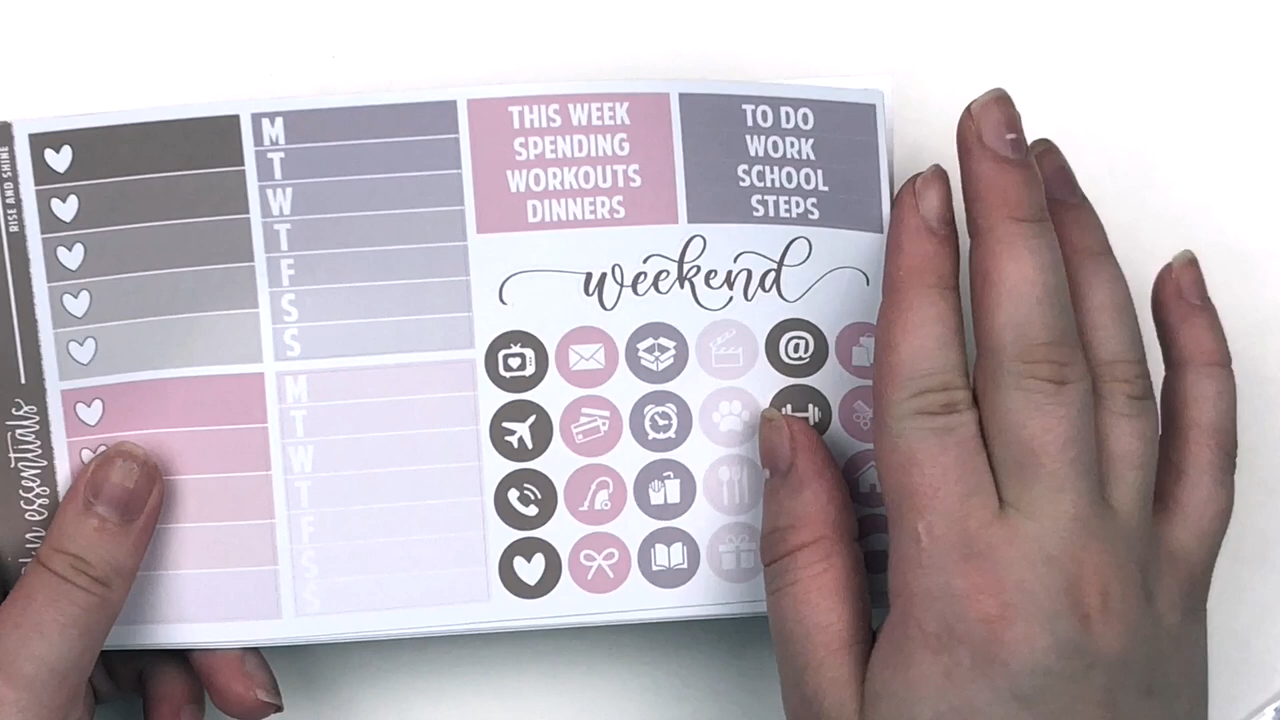 RISE AND SHINE
essentials
M
T
W
T
F
S
S
M
T
W
T
F
S
S
THIS WEEK
SPENDING
WORKOUTS
DINNERS
TO DO
WORK
SCHOOL
STEPS
weekend
@